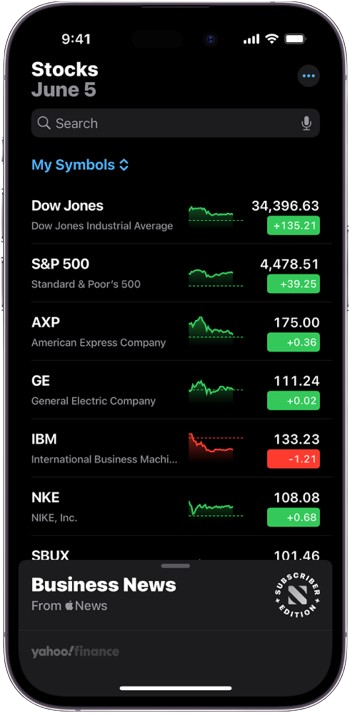 9:41
Stocks
June 5
Search
My Symbols
Dow Jones 34,396.63
Dow Jones Industrial Average +135.21
S&P 500 4,478.51
Standard & Poor's 500 +39.25
AXP 175.00
American Express Company +0.36
GE 111.24
General Electric Company +0.02
IBM 133.23
International Business Machi... -1.21
NKE 108.08
NIKE, Inc. +0.68
SBUX 101.46
Business News
From News
SUBSCRIBER EDITION
yahoo!finance